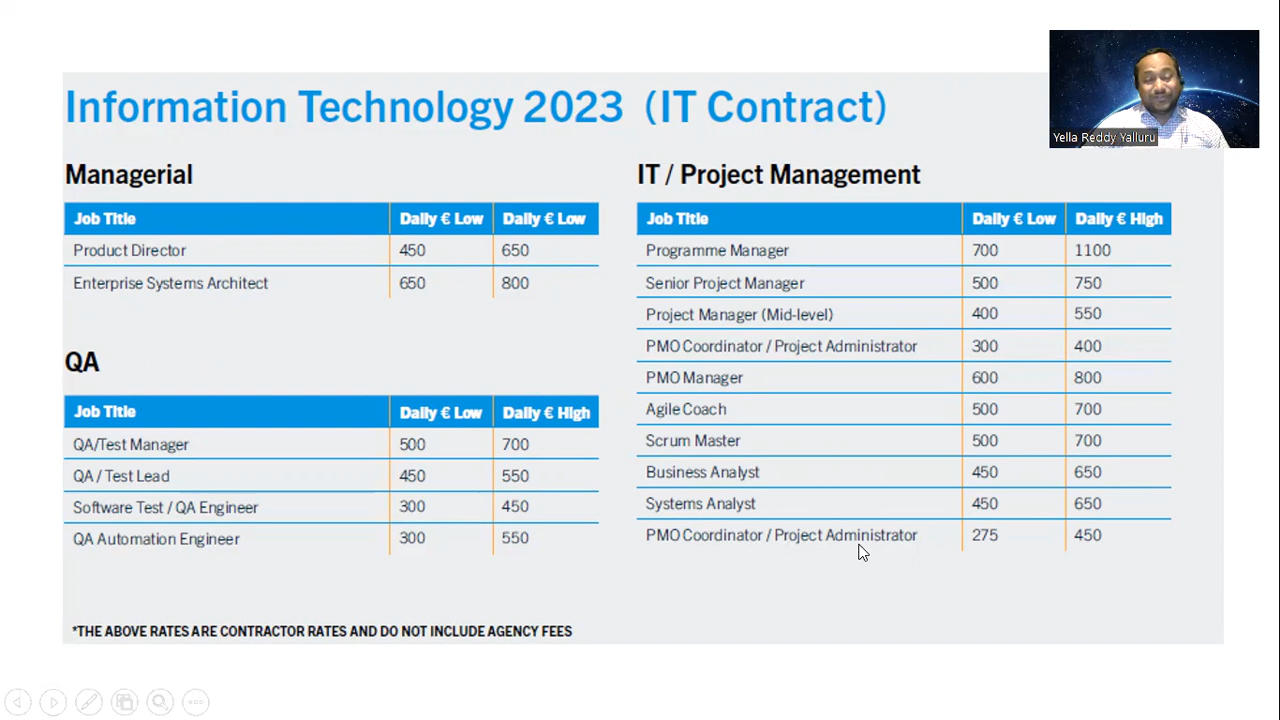 Information Technology 2023 (IT Contract)
Yella Reddy Yalluru
Managerial
Job Title Daily € Low Daily € Low
Product Director 450 650
Enterprise Systems Architect 650 800
QA
Job Title Daily € Low Daily € High
QA/Test Manager 500 700
QA / Test Lead 450 550
Software Test / QA Engineer 300 450
QA Automation Engineer 300 550
IT / Project Management
Job Title Daily € Low Daily € High
Programme Manager 700 1100
Senior Project Manager 500 750
Project Manager (Mid-level) 400 550
PMO Coordinator / Project Administrator 300 400
PMO Manager 600 800
Agile Coach 500 700
Scrum Master 500 700
Business Analyst 450 650
Systems Analyst 450 650
PMO Coordinator / Project Administrator 275 450
*THE ABOVE RATES ARE CONTRACTOR RATES AND DO NOT INCLUDE AGENCY FEES